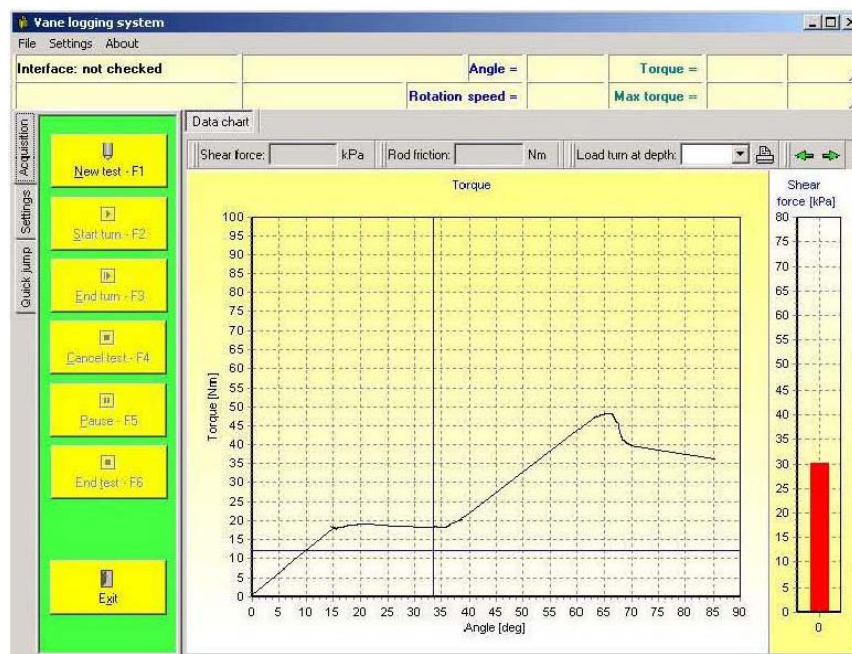 Vane logging system
File Settings About
Interface: not checked Angle = Torque =
Rotation speed = Max torque =
Acquisition
Settings
Quick jump
New test - F1
Start turn - F2
End turn - F3
Cancel test - F4
Pause - F5
End test - F6
Exit
Data chart
Shear force: kPa Rod friction: Nm Load turn at depth:
Torque
Torque [Nm]
100
95
90
85
80
75
70
65
60
55
50
45
40
35
30
25
20
15
10
5
0
0 5 10 15 20 25 30 35 40 45 50 55 60 65 70 75 80 85 90
Angle [deg]
Shear
force [kPa]
80
75
70
65
60
55
50
45
40
35
30
25
20
15
10
5
0
0